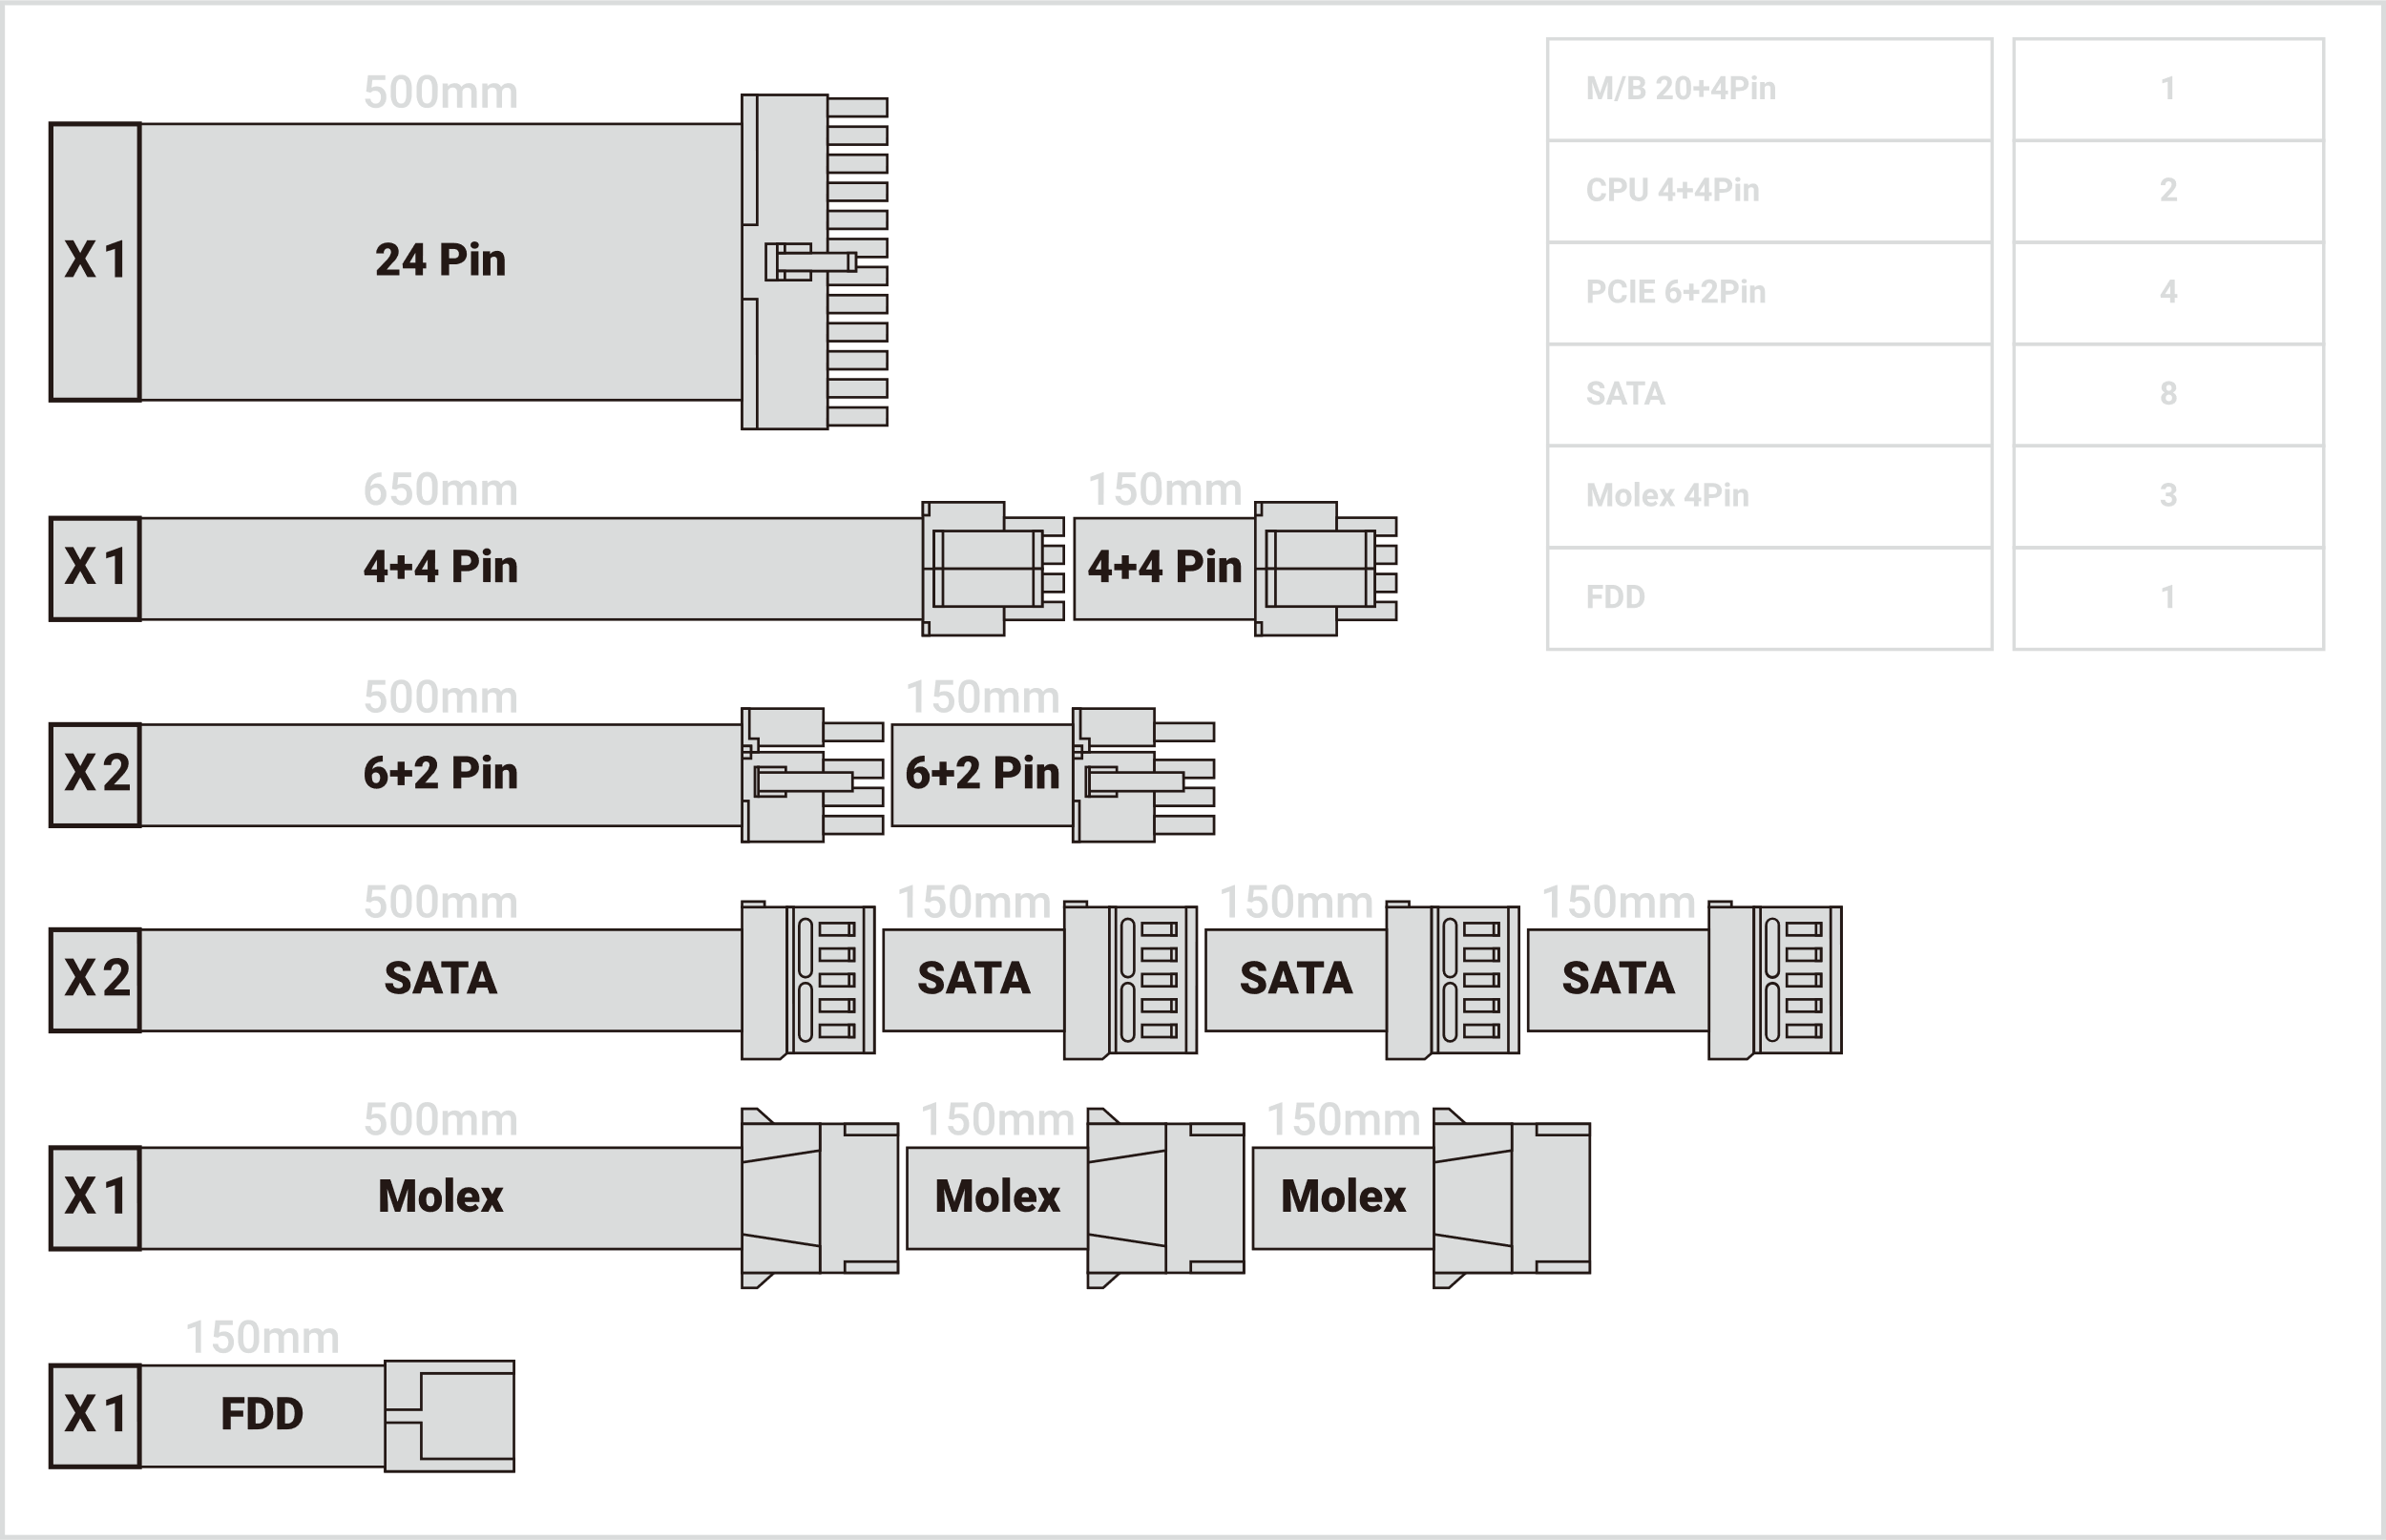 500mm
X1 24 Pin
650mm 150mm
X1 4+4 Pin 4+4 Pin
500mm 150mm
X2 6+2 Pin 6+2 Pin
500mm 150mm 150mm 150mm
X2 SATA SATA SATA SATA
500mm 150mm 150mm
X1 Molex Molex Molex
150mm
X1 FDD
M/B 20+4Pin 1
CPU 4+4Pin 2
PCIE 6+2Pin 4
SATA 8
Molex 4Pin 3
FDD 1